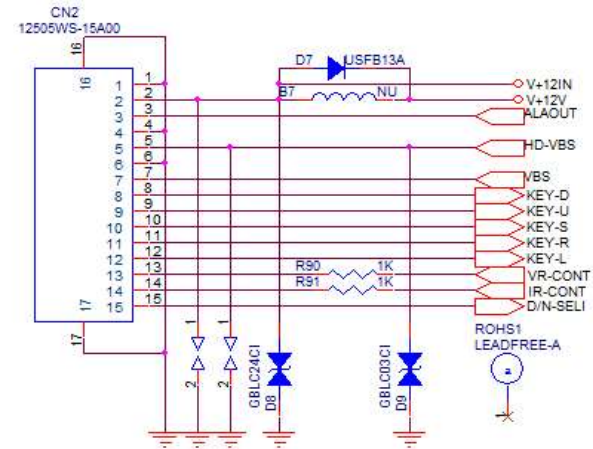 CN2
12505WS-15A00
16
16
D7
USFB13A
V+12IN
1
1
B7
NU
V+12V
2
2
ALAOUT
3
3
4
4
HD-VBS
5
5
6
6
VBS
7
7
KEY-D
8
8
KEY-U
9
9
KEY-S
10
10
KEY-R
11
11
KEY-L
12
12
R90
1K
VR-CONT
13
13
R91
1K
IR-CONT
14
14
D/N-SELI
15
15
17
17
1
2
1
2
GBLC24CI
D8
GBLC03CI
D9
ROHS1
LEADFREE-A
a
1